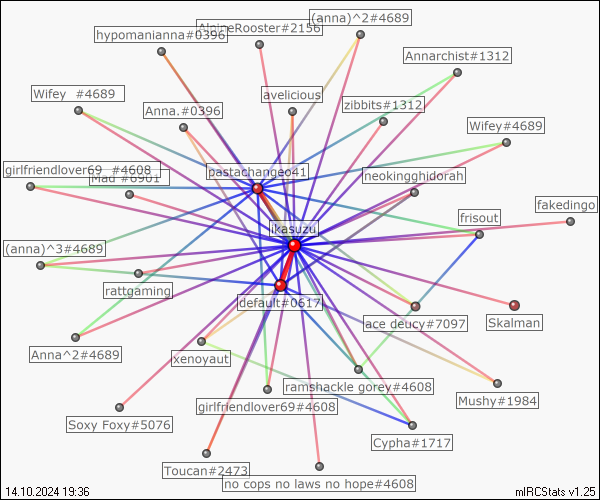 (anna)^2#4689
AlpineRooster#2156
hypomanianna#0396
Annarchist#1312
Wifey  #4689
avelicious
zibbits#1312
Anna.#0396
Wifey#4689
pastachangeo41
girlfriendlover69  #4608
Mad #6901
neokingghidorah
fakedingo
frisout
ikasuzu
(anna)^3#4689
rattgaming
default#0617
ace deucy#7097
Skalman
Anna^2#4689
xenoyaut
ramshackle gorey#4608
Mushy#1984
girlfriendlover69#4608
Soxy Foxy#5076
Cypha#1717
Toucan#2473
no cops no laws no hope#4608
14.10.2024 19:36
mIRCStats v1.25